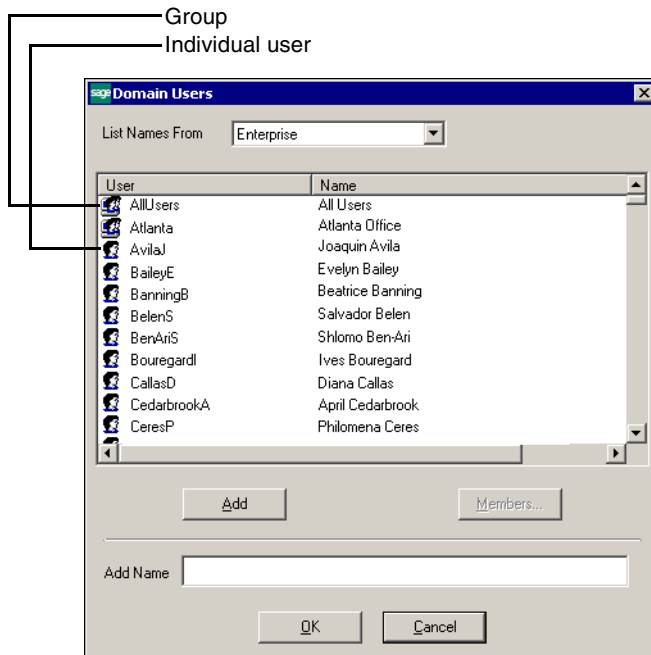 Group
Individual user
sage Domain Users
List Names From Enterprise
User Name
AllUsers All Users
Atlanta Atlanta Office
AvilaJ Joaquin Avila
BaileyE Evelyn Bailey
BanningB Beatrice Banning
BelenS Salvador Belen
BenAriS Shlomo Ben-Ari
BouregardI Ives Bouregard
CallasD Diana Callas
CedarbrookA April Cedarbrook
CeresP Philomena Ceres
Add Members...
Add Name
OK Cancel